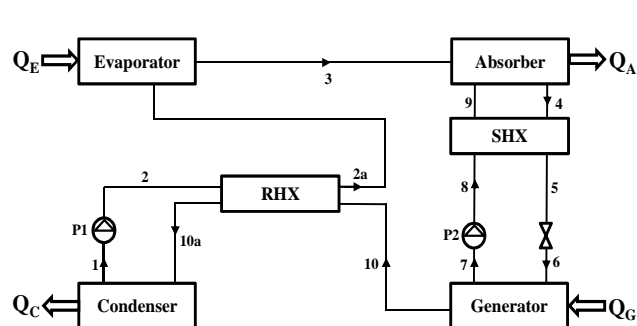 Q_E
Evaporator
3
Absorber
Q_A
9
4
SHX
2
2a
RHX
8
5
P1
10a
P2
1
10
7
6
Q_C
Condenser
Generator
Q_G